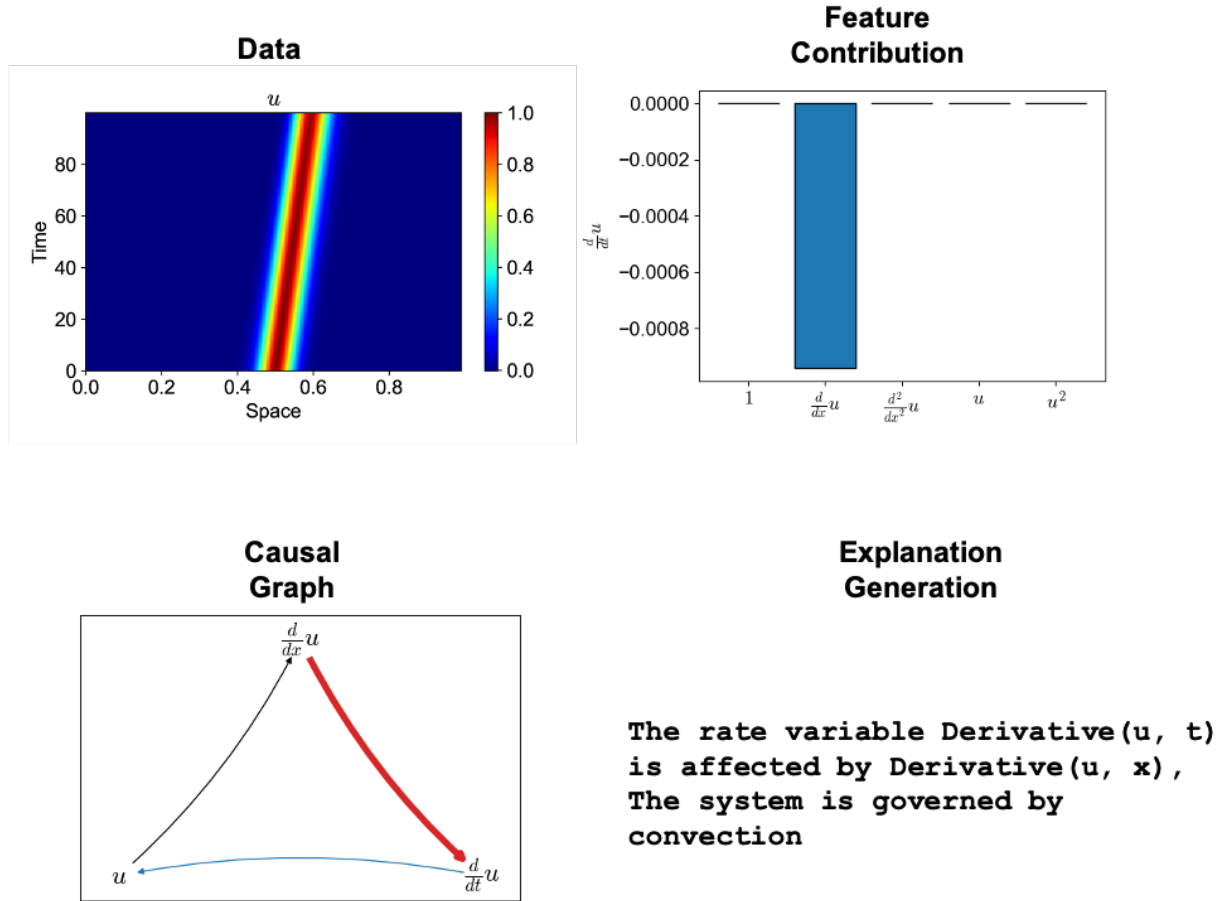 Data
u
1.0
0.8
0.6
0.4
0.2
0.0
80
60
40
20
0
Time
0.0 0.2 0.4 0.6 0.8
Space
Feature
Contribution
0.0000
−0.0002
−0.0004
−0.0006
−0.0008
d/dt u
1 d/dx u d²/dx² u u u²
Causal
Graph
d/dx u
u
d/dt u
Explanation
Generation
The rate variable Derivative(u, t)
is affected by Derivative(u, x),
The system is governed by
convection